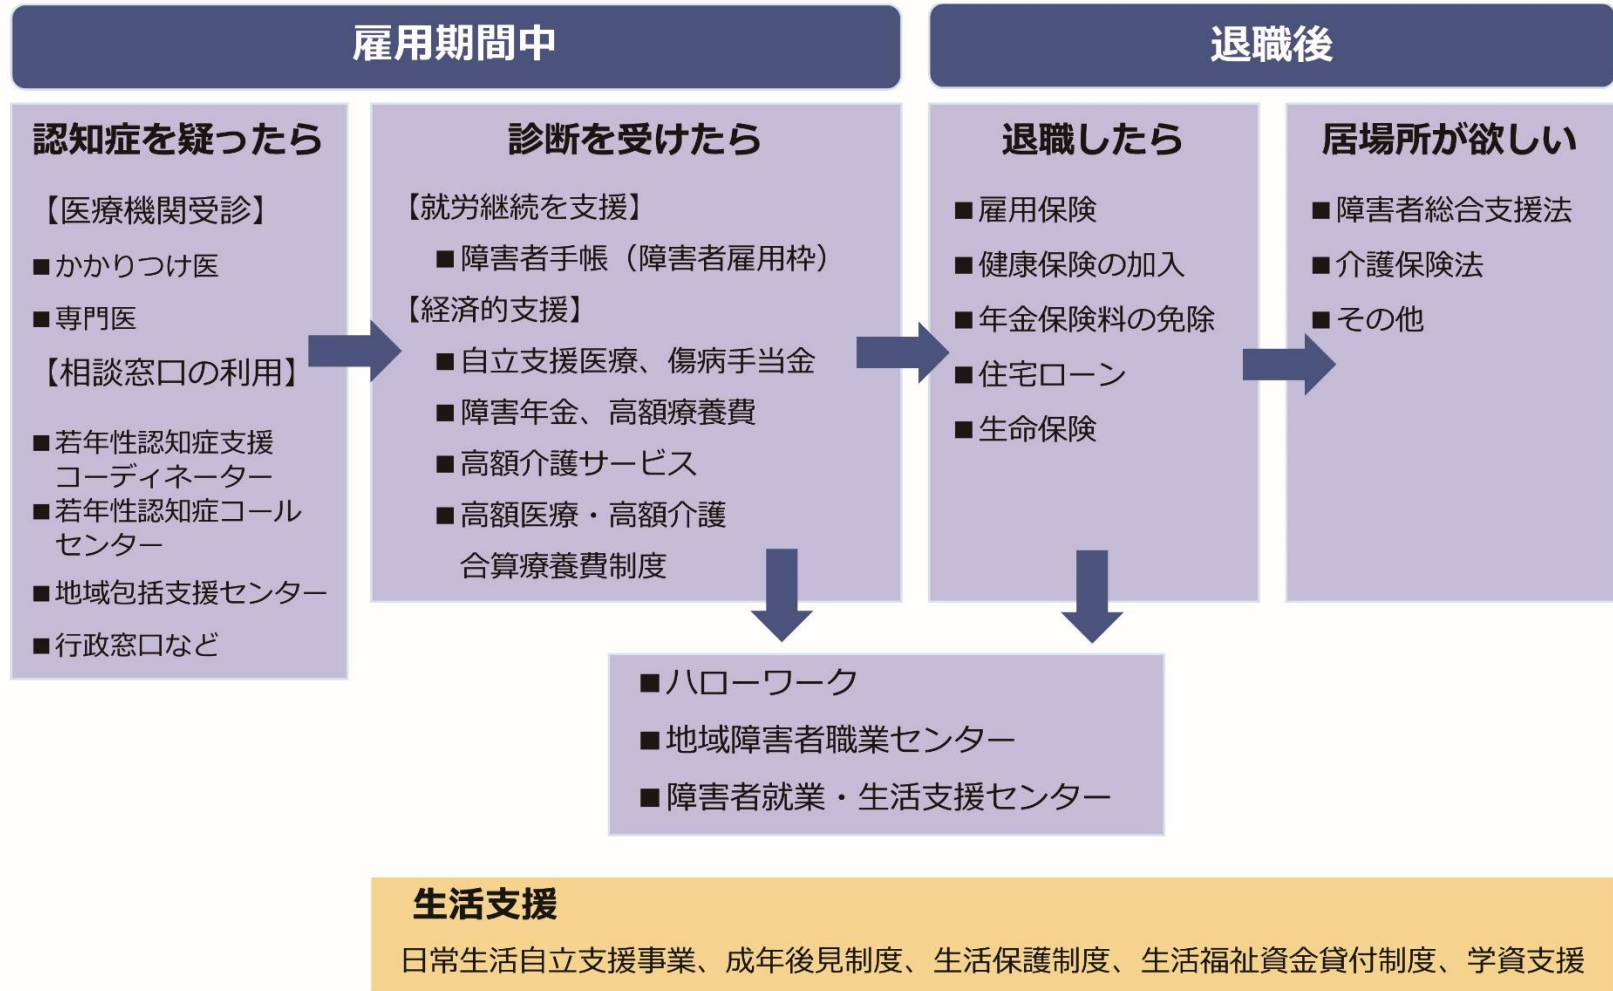 雇用期間中
退職後
認知症を疑ったら
【医療機関受診】
■かかりつけ医
■専門医
【相談窓口の利用】
■若年性認知症支援
コーディネーター
■若年性認知症コール
センター
■地域包括支援センター
■行政窓口など
診断を受けたら
【就労継続を支援】
■障害者手帳（障害者雇用枠）
【経済的支援】
■自立支援医療、傷病手当金
■障害年金、高額療養費
■高額介護サービス
■高額医療・高額介護
合算療養費制度
退職したら
■雇用保険
■健康保険の加入
■年金保険料の免除
■住宅ローン
■生命保険
居場所が欲しい
■障害者総合支援法
■介護保険法
■その他
■ハローワーク
■地域障害者職業センター
■障害者就業・生活支援センター
生活支援
日常生活自立支援事業、成年後見制度、生活保護制度、生活福祉資金貸付制度、学資支援